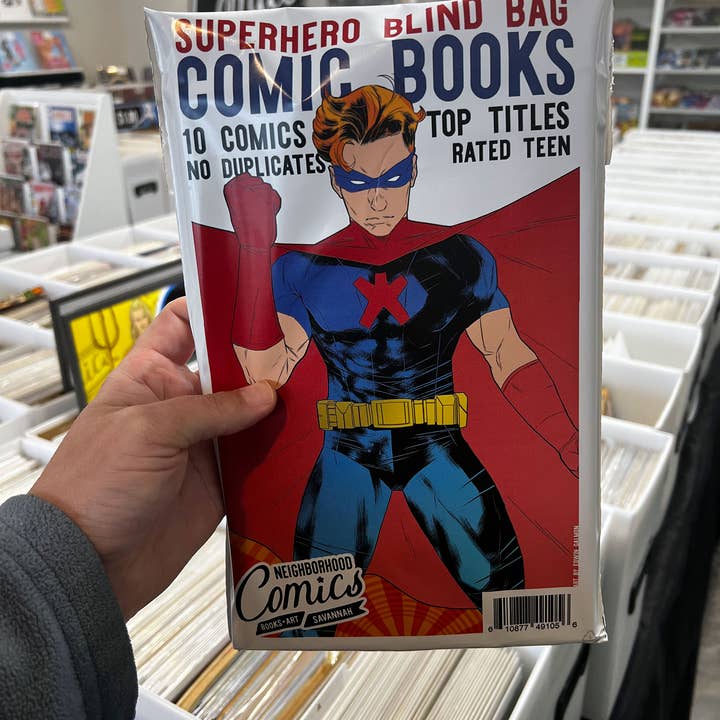 SUPERHERO BLIND BAG
COMIC BOOKS
10 COMICS
NO DUPLICATES
TOP TITLES
RATED TEEN
X
NEIGHBORHOOD
Comics
BOOKS • ART
SAVANNAH
6 10877 49105 6